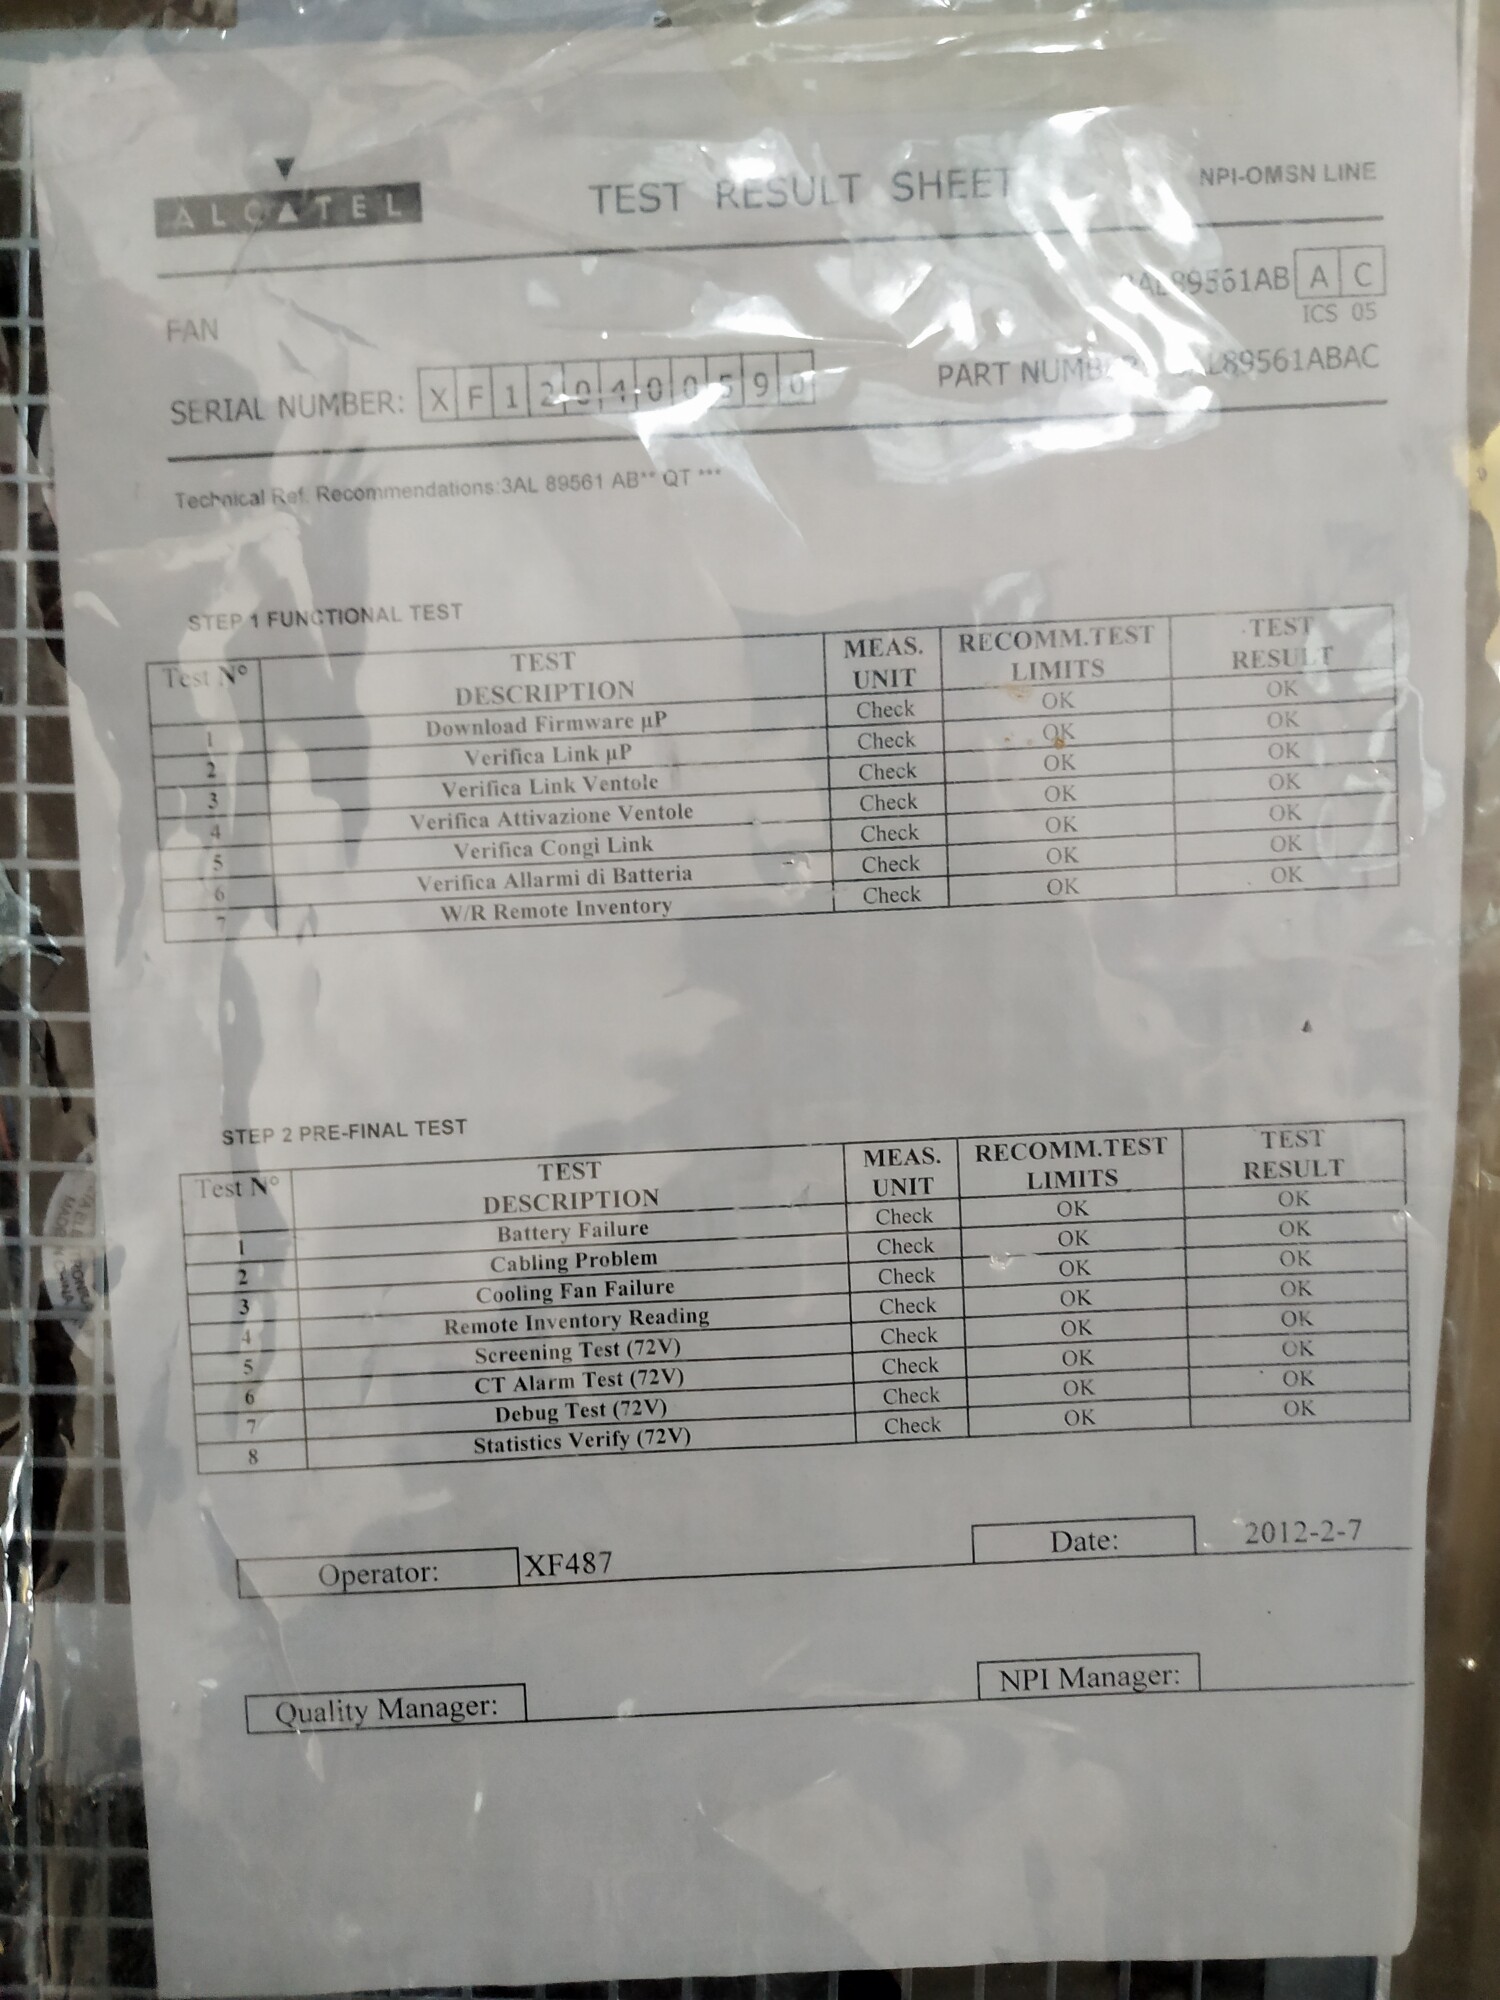 ALCATEL
TEST RESULT SHEET
NPI-OMSN LINE
3AL89561AB A C
ICS 05
FAN
SERIAL NUMBER: X F 1 2 0 4 0 0 5 9 0
PART NUMBER 3AL89561ABAC
Technical Ref. Recommendations:3AL 89561 AB** QT ***
STEP 1 FUNCTIONAL TEST
Test N° TEST DESCRIPTION MEAS. UNIT RECOMM.TEST LIMITS TEST RESULT
1 Download Firmware µP Check OK OK
2 Verifica Link µP Check OK OK
3 Verifica Link Ventole Check OK OK
4 Verifica Attivazione Ventole Check OK OK
5 Verifica Congi Link Check OK OK
6 Verifica Allarmi di Batteria Check OK OK
7 W/R Remote Inventory Check OK OK
STEP 2 PRE-FINAL TEST
Test N° TEST DESCRIPTION MEAS. UNIT RECOMM.TEST LIMITS TEST RESULT
1 Battery Failure Check OK OK
2 Cabling Problem Check OK OK
3 Cooling Fan Failure Check OK OK
4 Remote Inventory Reading Check OK OK
5 Screening Test (72V) Check OK OK
6 CT Alarm Test (72V) Check OK OK
7 Debug Test (72V) Check OK OK
8 Statistics Verify (72V) Check OK OK
Operator: XF487
Date: 2012-2-7
Quality Manager:
NPI Manager: